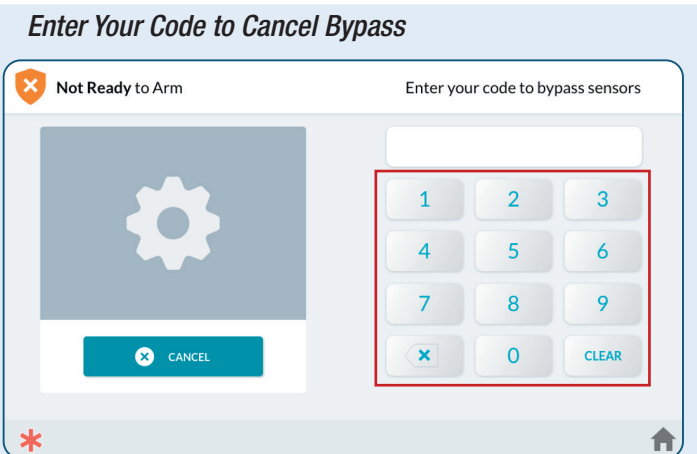 Enter Your Code to Cancel Bypass
Not Ready to Arm
Enter your code to bypass sensors
1 2 3
4 5 6
7 8 9
0 CLEAR
CANCEL